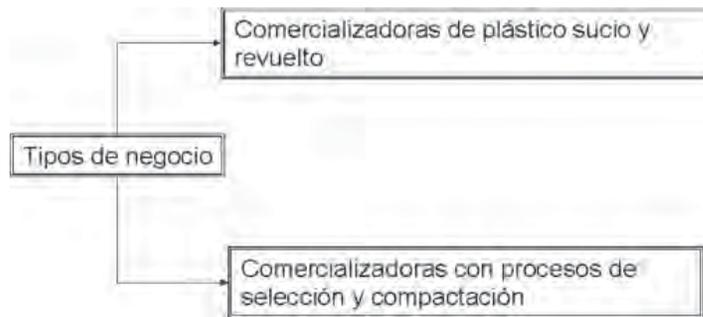 Comercializadoras de plástico sucio y
revuelto
Tipos de negocio
Comercializadoras con procesos de
selección y compactación